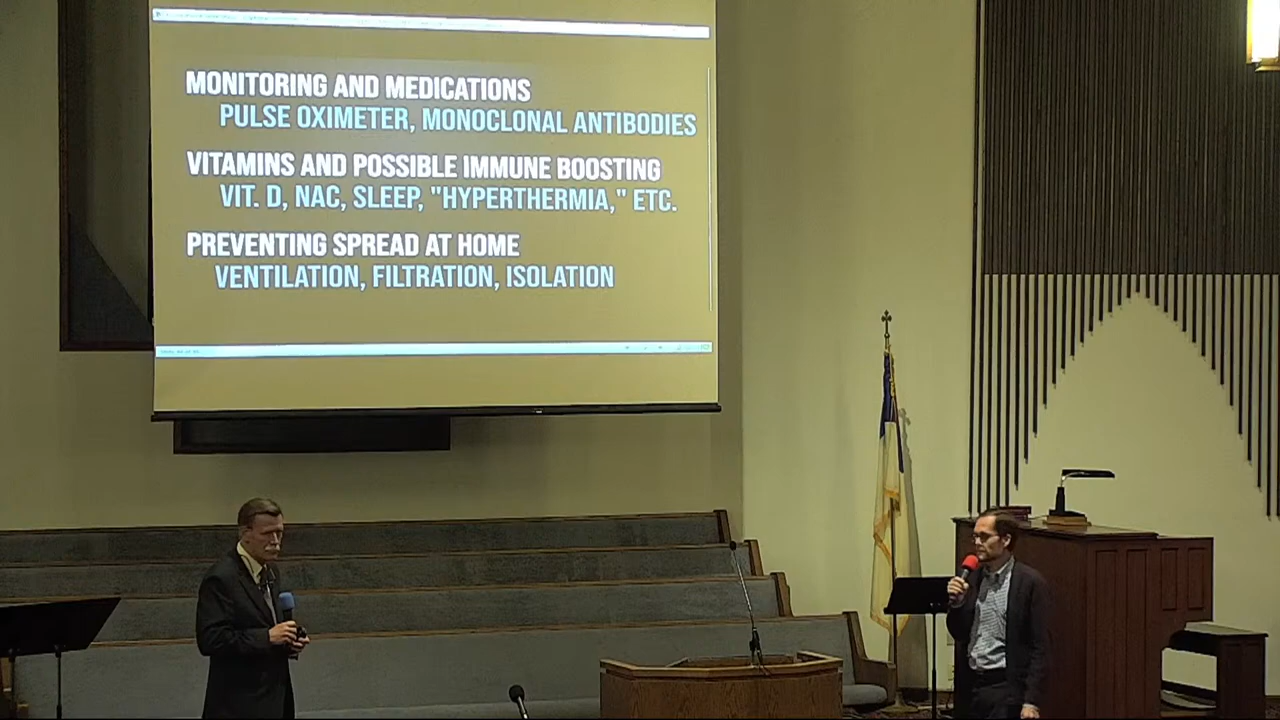 MONITORING AND MEDICATIONS
PULSE OXIMETER, MONOCLONAL ANTIBODIES
VITAMINS AND POSSIBLE IMMUNE BOOSTING
VIT. D, NAC, SLEEP, "HYPERTHERMIA," ETC.
PREVENTING SPREAD AT HOME
VENTILATION, FILTRATION, ISOLATION